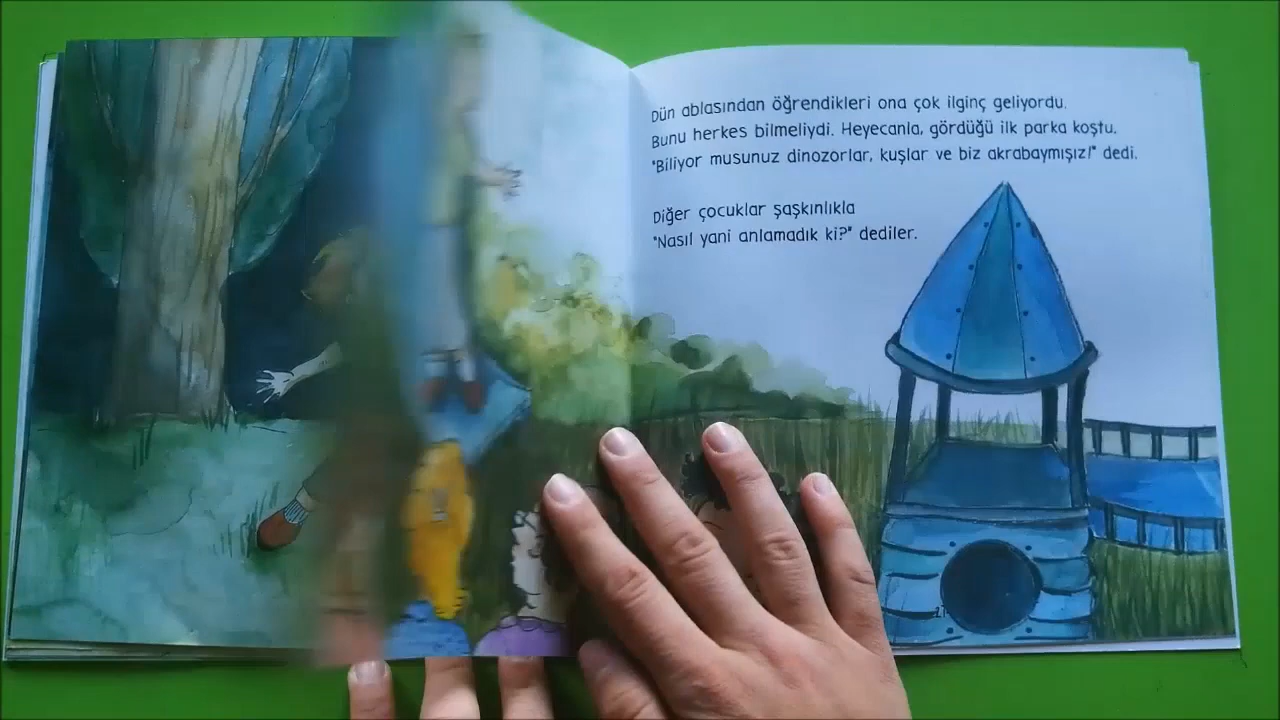 Dün ablasından öğrendikleri ona çok ilginç geliyordu.
Bunu herkes bilmeliydi. Heyecanla, gördüğü ilk parka koştu.
"Biliyor musunuz dinozorlar, kuşlar ve biz akrabaymışız!" dedi.
Diğer çocuklar şaşkınlıkla
"Nasıl yani anlamadık ki?" dediler.